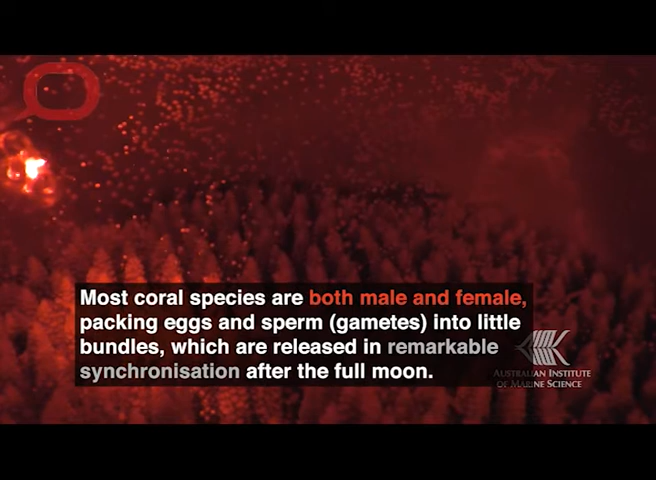 Most coral species are both male and female,
packing eggs and sperm (gametes) into little
bundles, which are released in remarkable
synchronisation after the full moon.
AUSTRALIAN INSTITUTE
OF MARINE SCIENCE